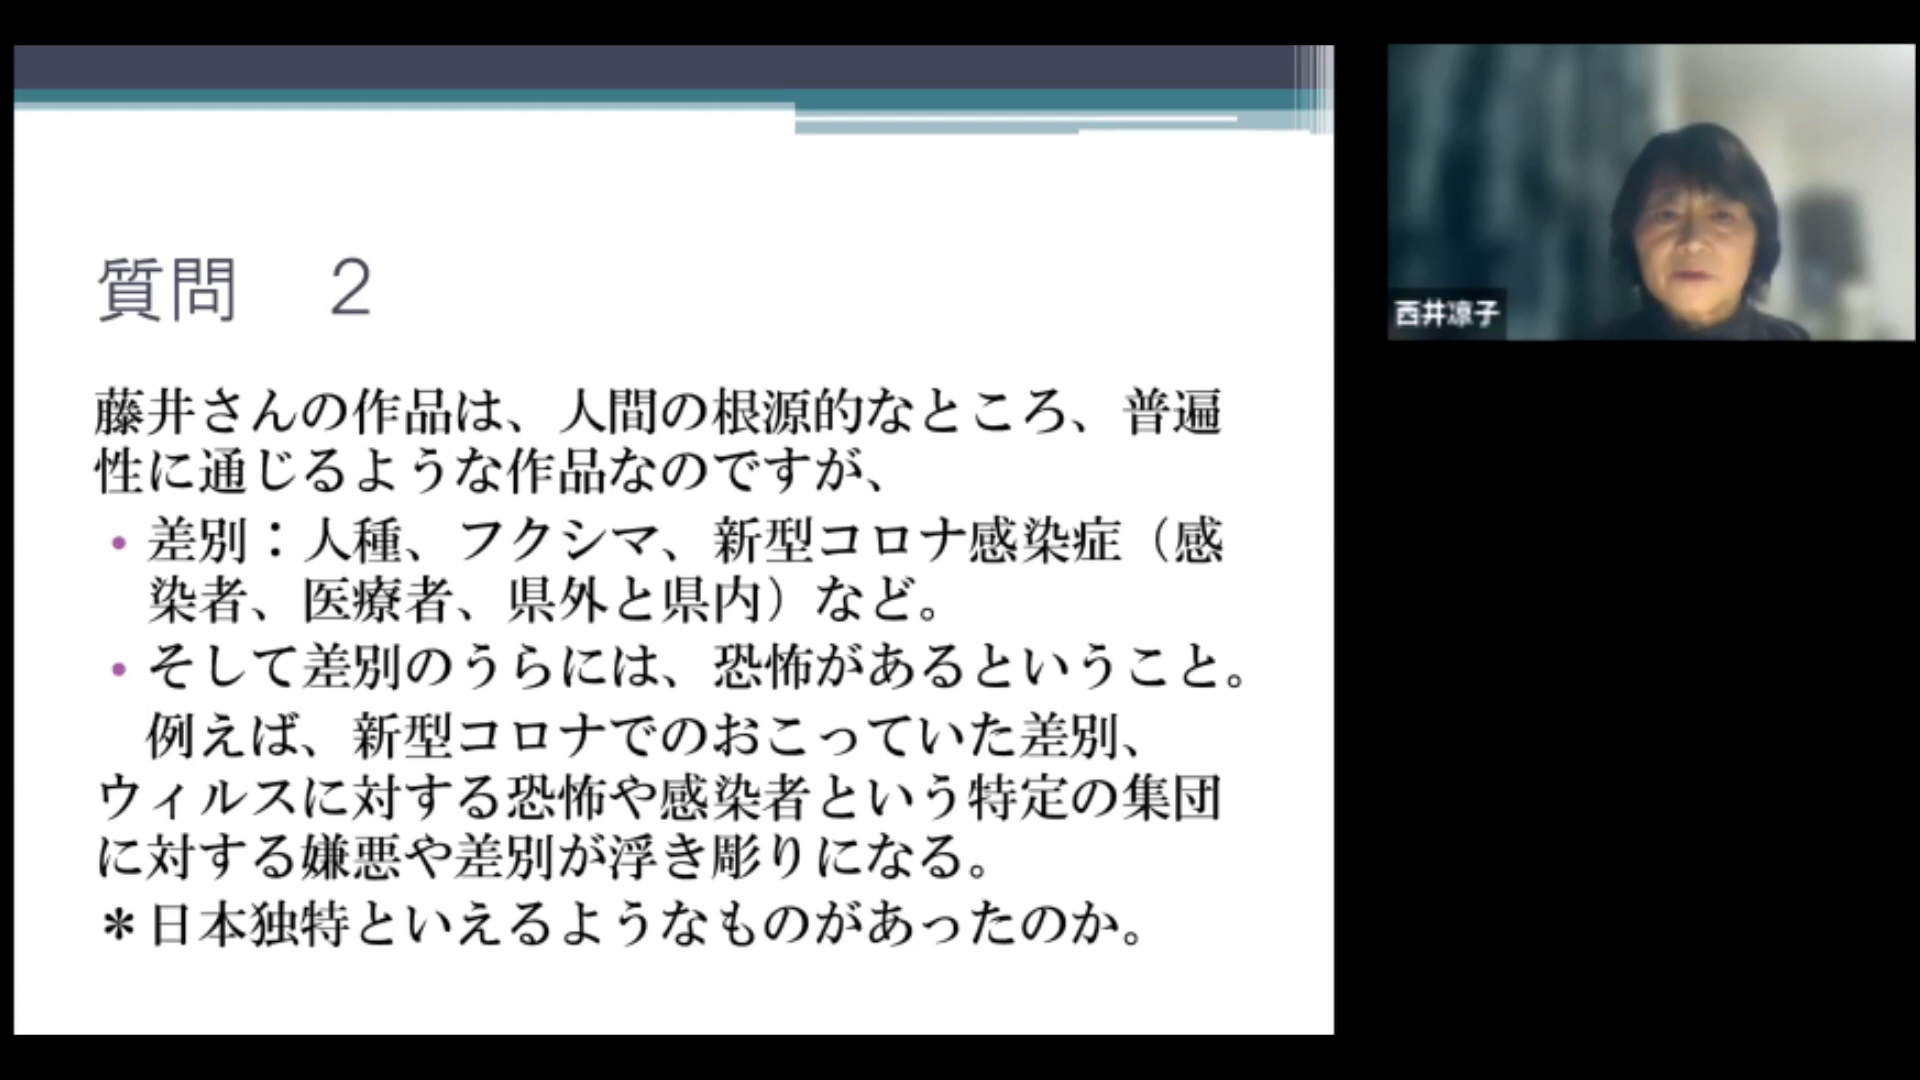 質問　２
藤井さんの作品は、人間の根源的なところ、普遍
性に通じるような作品なのですが、
• 差別：人種、フクシマ、新型コロナ感染症（感
染者、医療者、県外と県内）など。
• そして差別のうらには、恐怖があるということ。
例えば、新型コロナでのおこっていた差別、
ウィルスに対する恐怖や感染者という特定の集団
に対する嫌悪や差別が浮き彫りになる。
＊日本独特といえるようなものがあったのか。
西井凉子